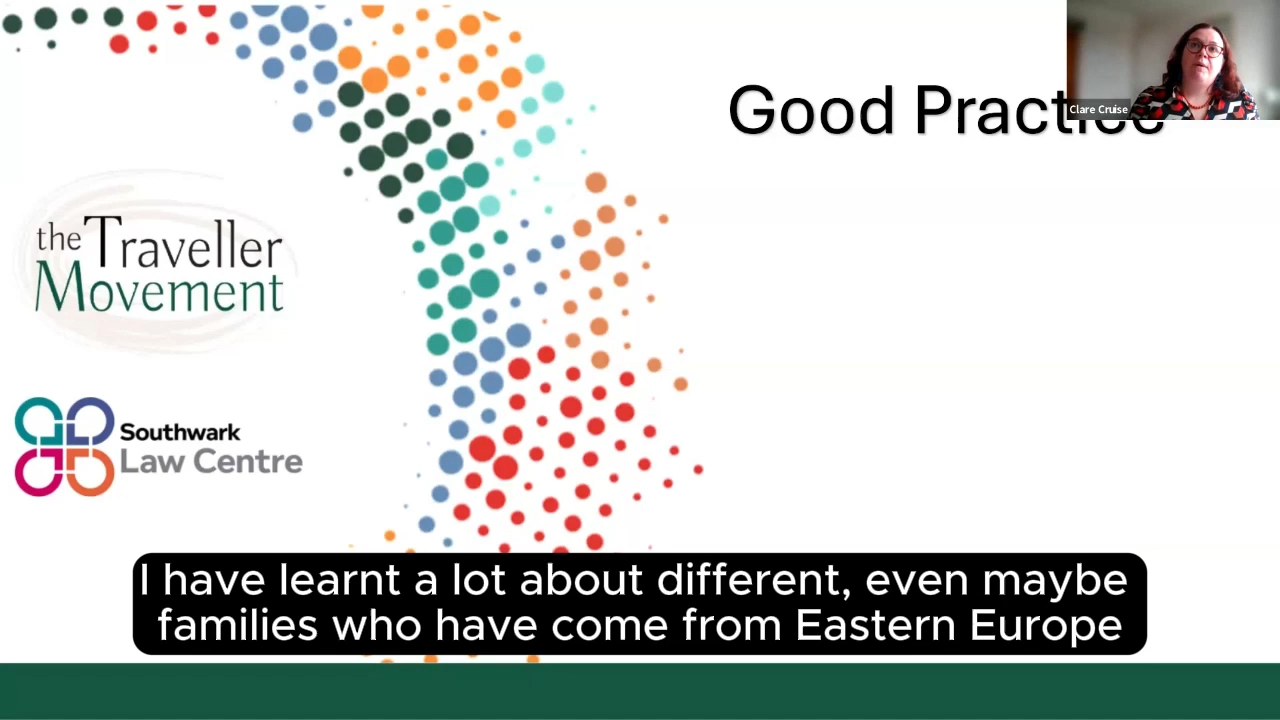 Good Practice
Clare Cruise
the Traveller
Movement
Southwark
Law Centre
I have learnt a lot about different, even maybe
families who have come from Eastern Europe